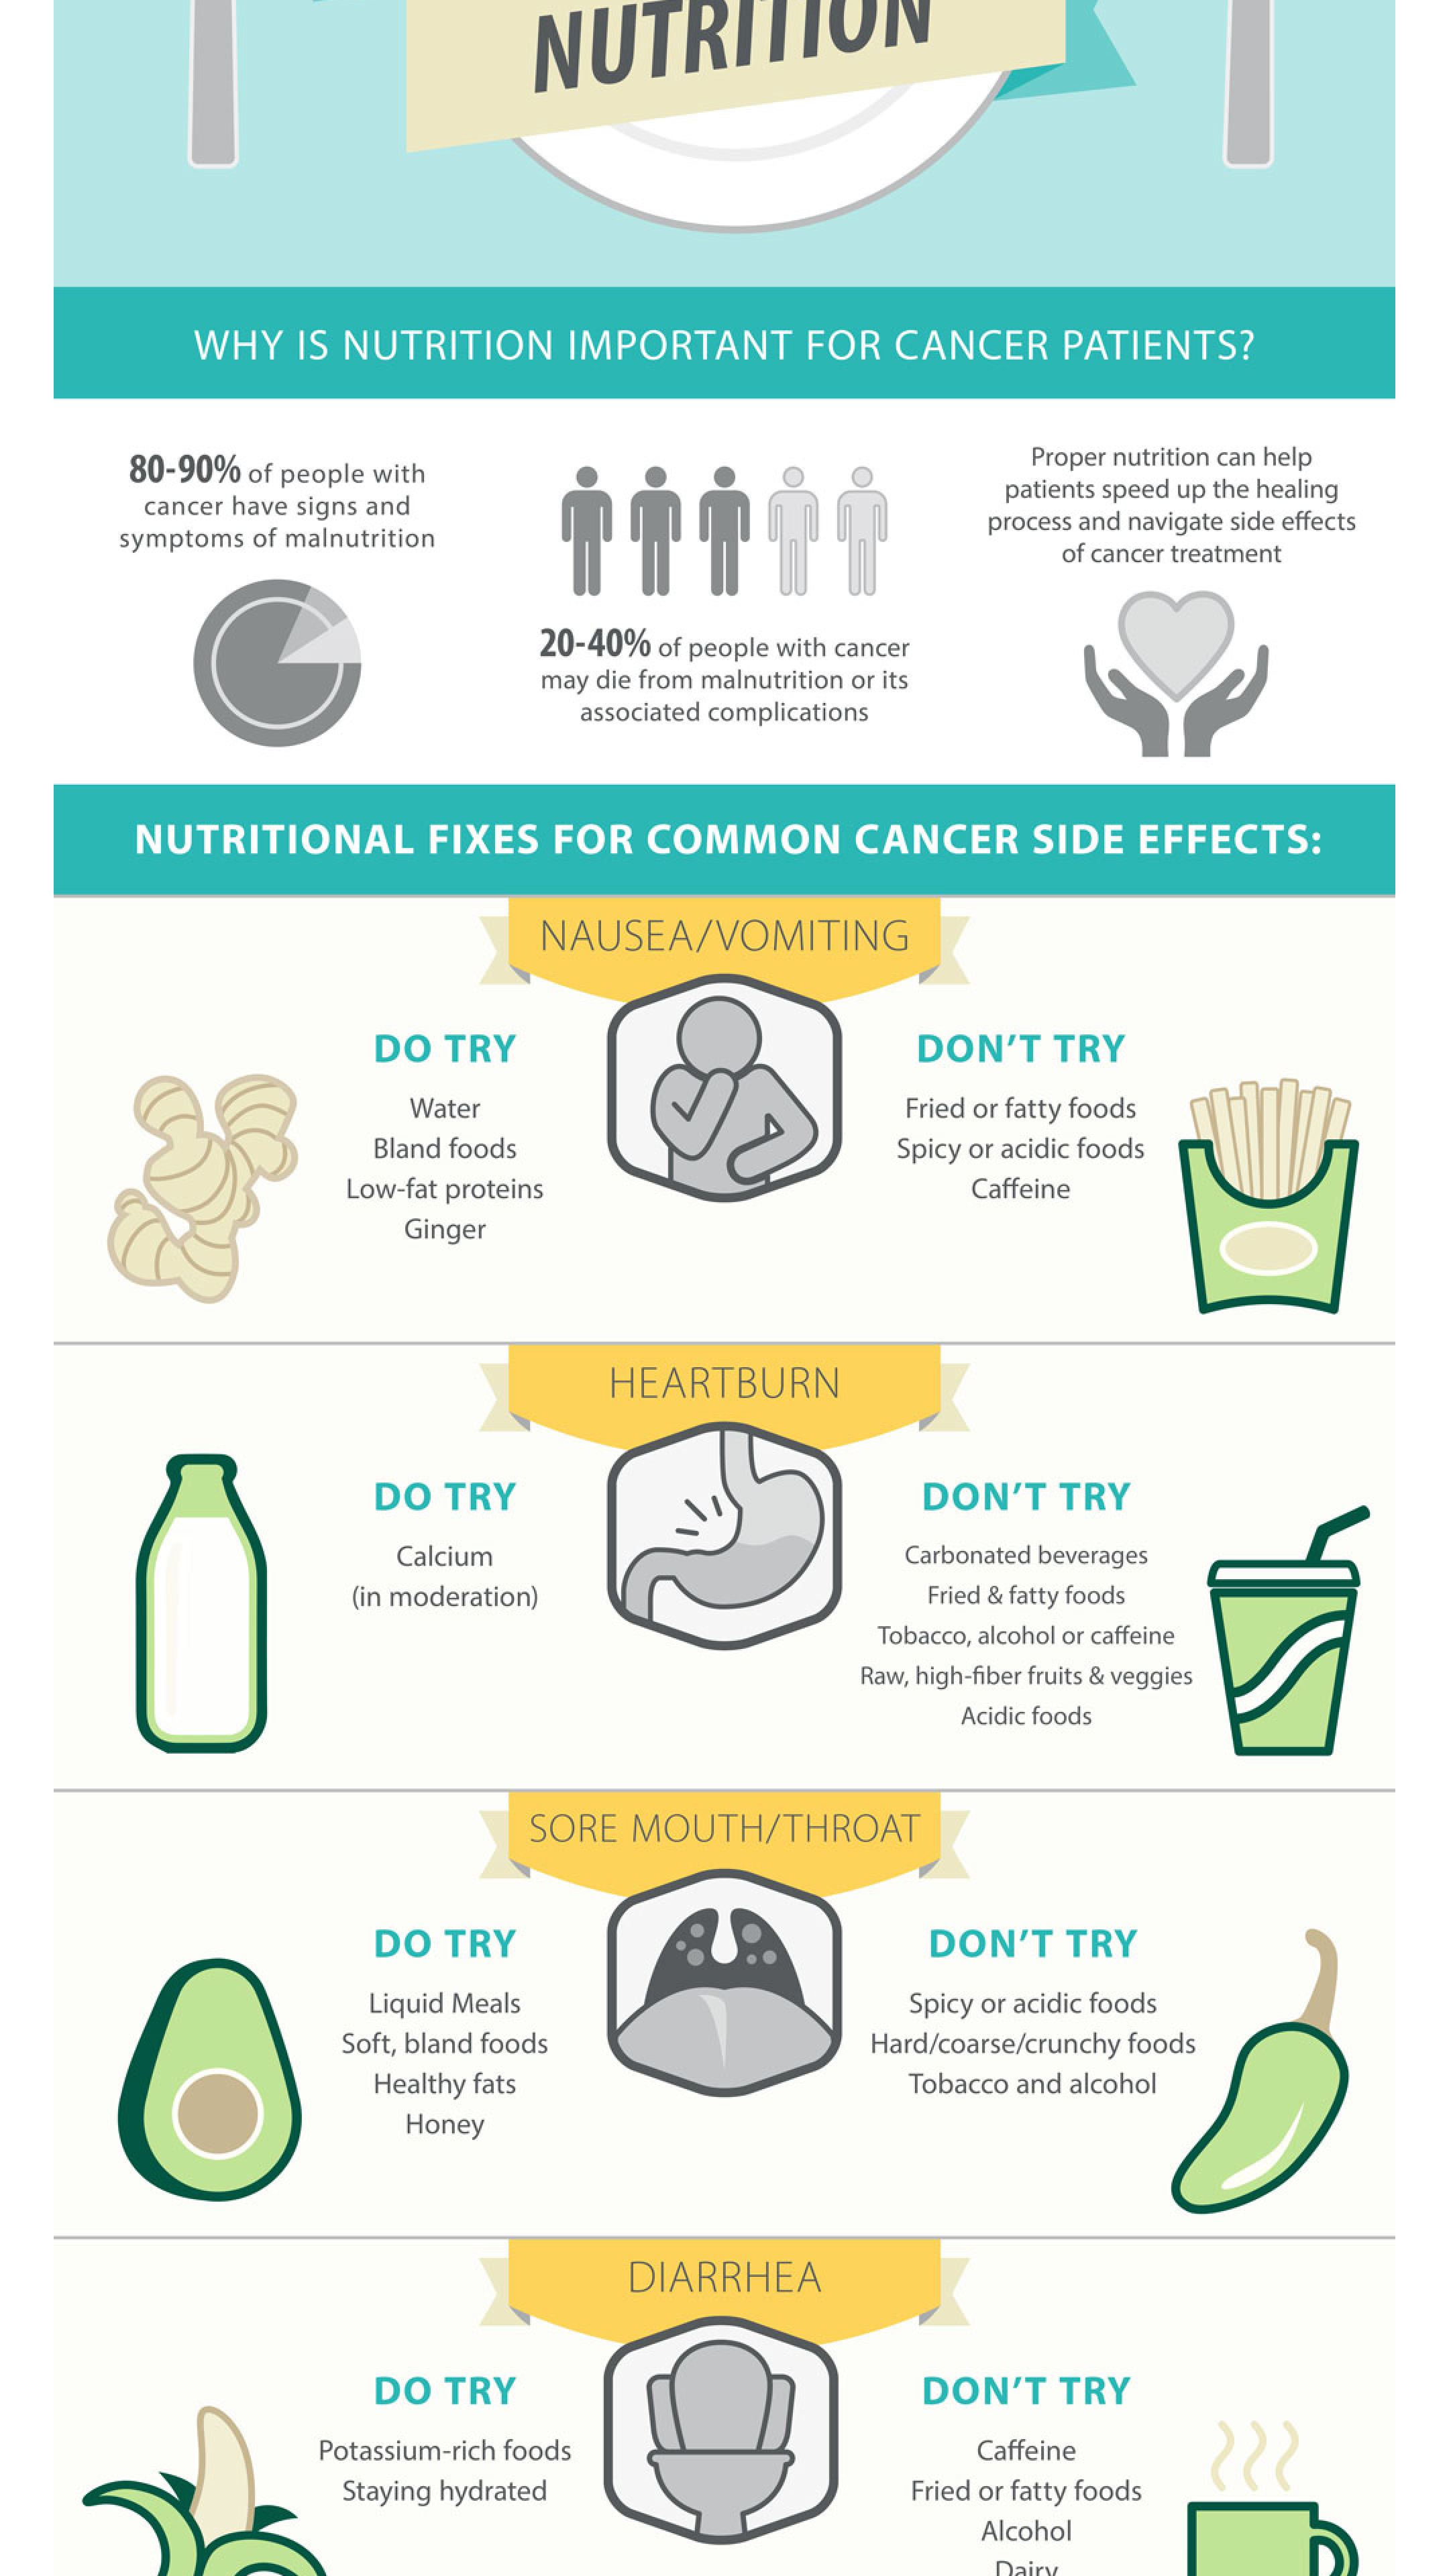 NUTRITION
WHY IS NUTRITION IMPORTANT FOR CANCER PATIENTS?
80-90% of people with
cancer have signs and
symptoms of malnutrition
20-40% of people with cancer
may die from malnutrition or its
associated complications
Proper nutrition can help
patients speed up the healing
process and navigate side effects
of cancer treatment
NUTRITIONAL FIXES FOR COMMON CANCER SIDE EFFECTS:
NAUSEA/VOMITING
DO TRY
Water
Bland foods
Low-fat proteins
Ginger
DON'T TRY
Fried or fatty foods
Spicy or acidic foods
Caffeine
HEARTBURN
DO TRY
Calcium
(in moderation)
DON'T TRY
Carbonated beverages
Fried & fatty foods
Tobacco, alcohol or caffeine
Raw, high-fiber fruits & veggies
Acidic foods
SORE MOUTH/THROAT
DO TRY
Liquid Meals
Soft, bland foods
Healthy fats
Honey
DON'T TRY
Spicy or acidic foods
Hard/coarse/crunchy foods
Tobacco and alcohol
DIARRHEA
DO TRY
Potassium-rich foods
Staying hydrated
DON'T TRY
Caffeine
Fried or fatty foods
Alcohol
Dairy